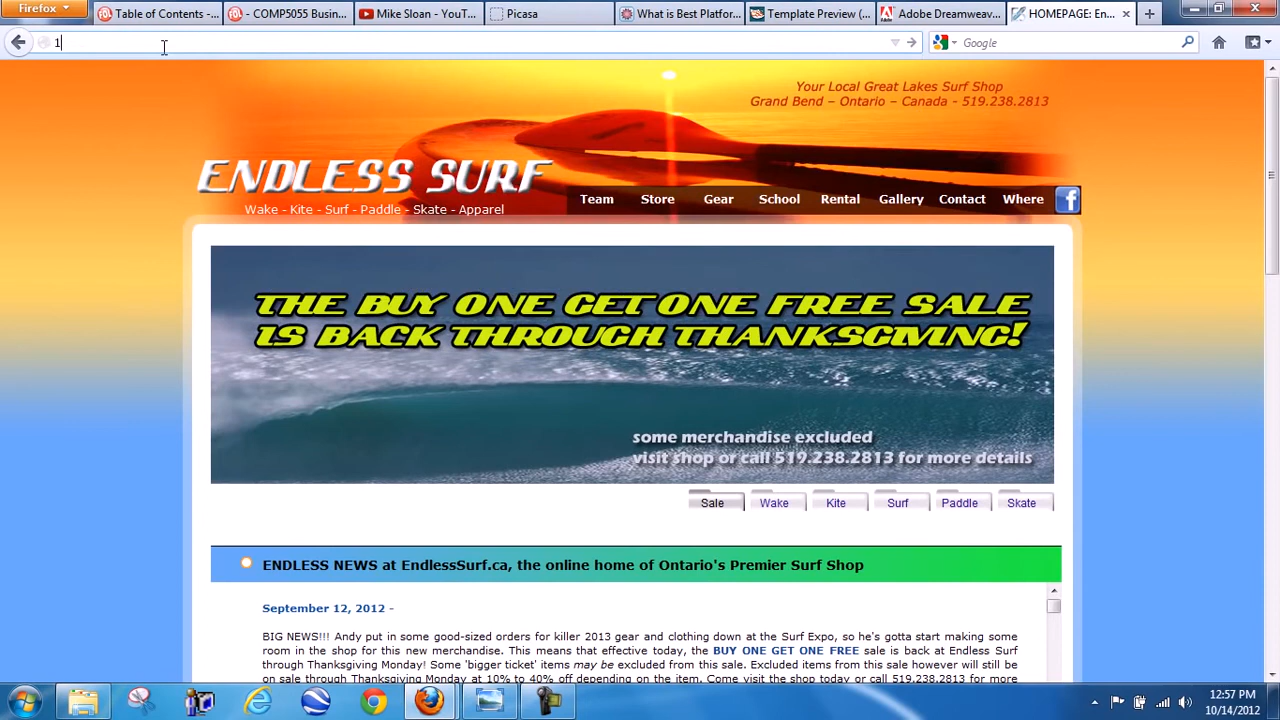 Firefox
Table of Contents -...
- COMP5055 Busin...
Mike Sloan - YouT...
Picasa
What is Best Platfor...
Template Preview (...
Adobe Dreamweav...
HOMEPAGE: En...
1
Google
Your Local Great Lakes Surf Shop
Grand Bend – Ontario – Canada - 519.238.2813
ENDLESS SURF
Wake - Kite - Surf - Paddle - Skate - Apparel
Team Store Gear School Rental Gallery Contact Where
THE BUY ONE GET ONE FREE SALE
IS BACK THROUGH THANKSGIVING!
some merchandise excluded
visit shop or call 519.238.2813 for more details
Sale Wake Kite Surf Paddle Skate
ENDLESS NEWS at EndlessSurf.ca, the online home of Ontario's Premier Surf Shop
September 12, 2012 -
BIG NEWS!!! Andy put in some good-sized orders for killer 2013 gear and clothing down at the Surf Expo, so he's gotta start making some
room in the shop for this new merchandise. This means that effective today, the BUY ONE GET ONE FREE sale is back at Endless Surf
through Thanksgiving Monday! Some 'bigger ticket' items may be excluded from this sale. Excluded items from this sale however will still be
on sale through Thanksgiving Monday at 10% to 40% off depending on the item. Come visit the shop today or call 519.238.2813 for more
12:57 PM
10/14/2012